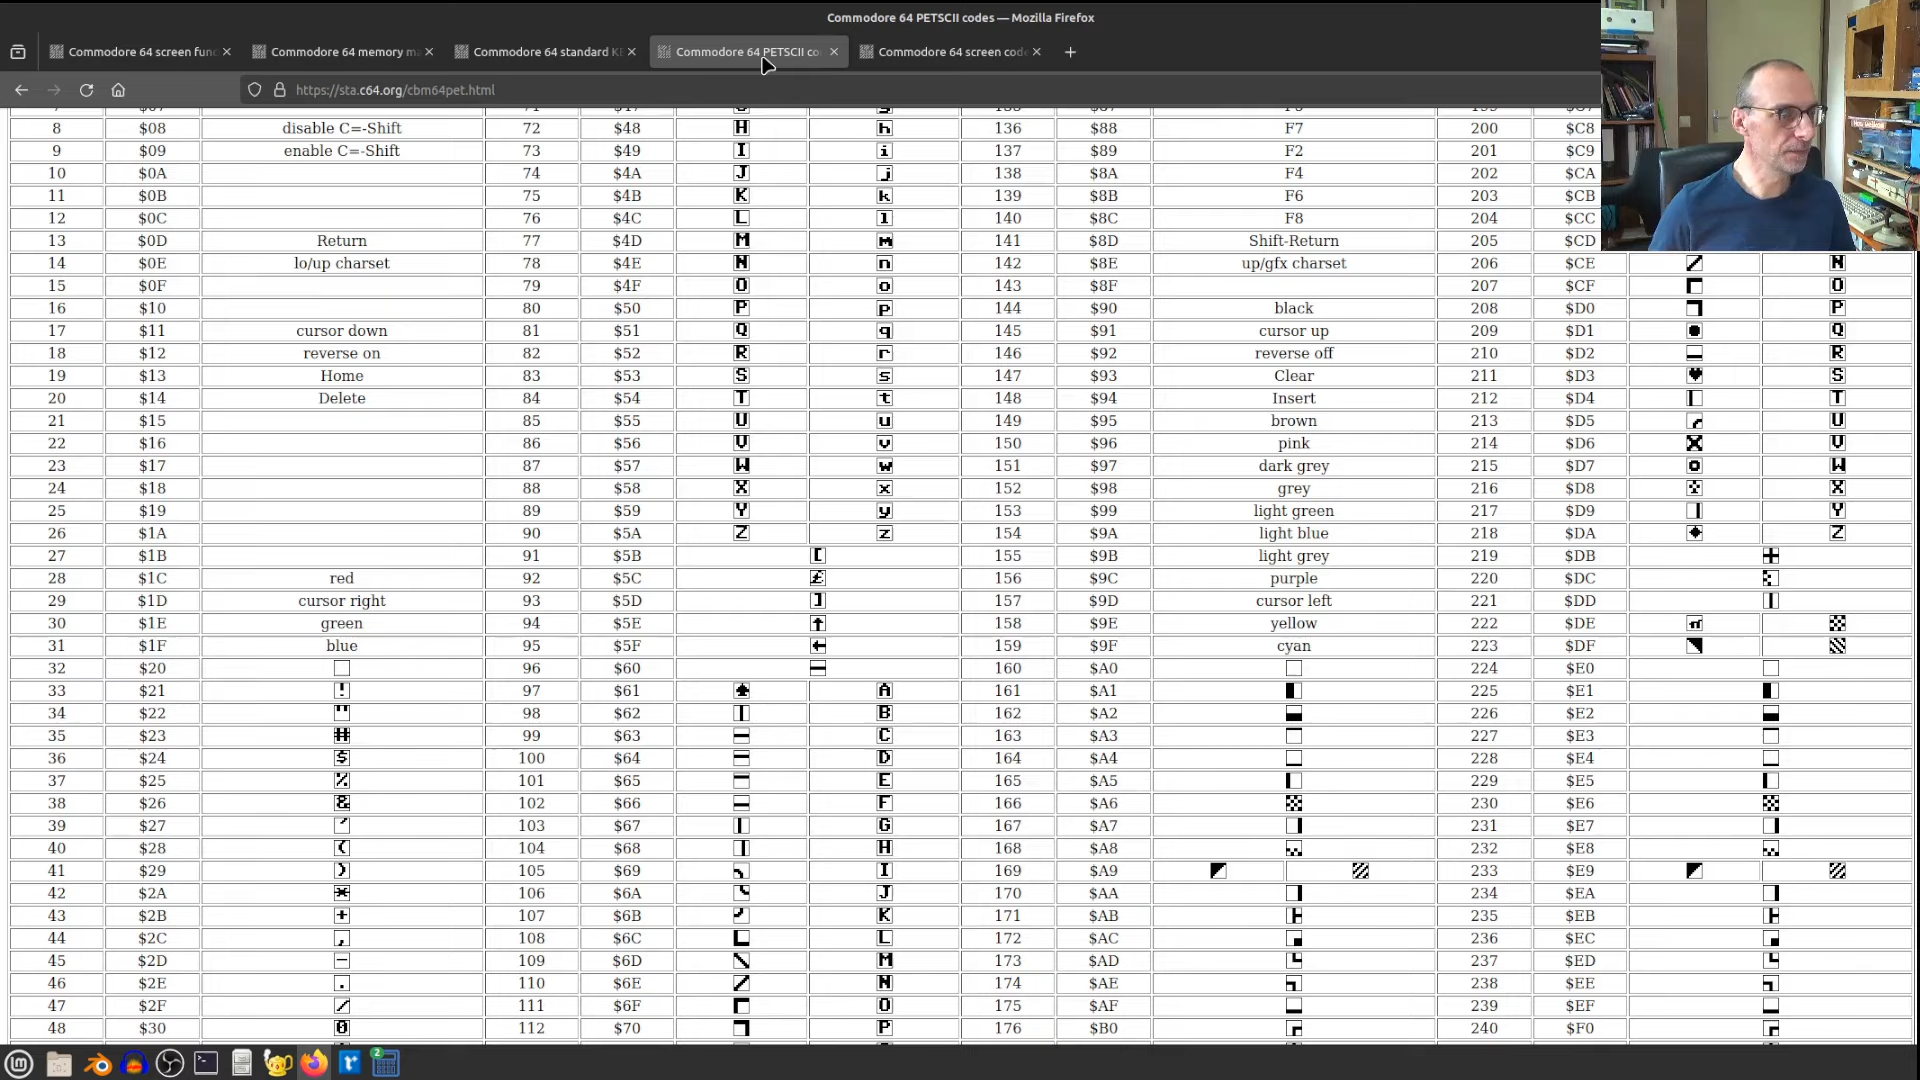 Commodore 64 PETSCII codes — Mozilla Firefox
Commodore 64 screen fun
Commodore 64 memory m
Commodore 64 standard K
Commodore 64 PETSCII co
Commodore 64 screen cod
https://sta.c64.org/cbm64pet.html
8 $08 disable C=-Shift 72 $48 H h 136 $88 F7 200 $C8
9 $09 enable C=-Shift 73 $49 I i 137 $89 F2 201 $C9
10 $0A 74 $4A J j 138 $8A F4 202 $CA
11 $0B 75 $4B K k 139 $8B F6 203 $CB
12 $0C 76 $4C L l 140 $8C F8 204 $CC
13 $0D Return 77 $4D M m 141 $8D Shift-Return 205 $CD
14 $0E lo/up charset 78 $4E N n 142 $8E up/gfx charset 206 $CE N
15 $0F 79 $4F O o 143 $8F 207 $CF O
16 $10 80 $50 P p 144 $90 black 208 $D0 P
17 $11 cursor down 81 $51 Q q 145 $91 cursor up 209 $D1 Q
18 $12 reverse on 82 $52 R r 146 $92 reverse off 210 $D2 R
19 $13 Home 83 $53 S s 147 $93 Clear 211 $D3 S
20 $14 Delete 84 $54 T t 148 $94 Insert 212 $D4 T
21 $15 85 $55 U u 149 $95 brown 213 $D5 U
22 $16 86 $56 V v 150 $96 pink 214 $D6 V
23 $17 87 $57 W w 151 $97 dark grey 215 $D7 W
24 $18 88 $58 X x 152 $98 grey 216 $D8 X
25 $19 89 $59 Y y 153 $99 light green 217 $D9 Y
26 $1A 90 $5A Z z 154 $9A light blue 218 $DA Z
27 $1B 91 $5B [ 155 $9B light grey 219 $DB
28 $1C red 92 $5C £ 156 $9C purple 220 $DC
29 $1D cursor right 93 $5D ] 157 $9D cursor left 221 $DD
30 $1E green 94 $5E ↑ 158 $9E yellow 222 $DE
31 $1F blue 95 $5F ← 159 $9F cyan 223 $DF
32 $20 96 $60 160 $A0 224 $E0
33 $21 ! 97 $61 A 161 $A1 225 $E1
34 $22 " 98 $62 B 162 $A2 226 $E2
35 $23 # 99 $63 C 163 $A3 227 $E3
36 $24 $ 100 $64 D 164 $A4 228 $E4
37 $25 % 101 $65 E 165 $A5 229 $E5
38 $26 & 102 $66 F 166 $A6 230 $E6
39 $27 ' 103 $67 G 167 $A7 231 $E7
40 $28 ( 104 $68 H 168 $A8 232 $E8
41 $29 ) 105 $69 I 169 $A9 233 $E9
42 $2A * 106 $6A J 170 $AA 234 $EA
43 $2B + 107 $6B K 171 $AB 235 $EB
44 $2C , 108 $6C L 172 $AC 236 $EC
45 $2D - 109 $6D M 173 $AD 237 $ED
46 $2E . 110 $6E N 174 $AE 238 $EE
47 $2F / 111 $6F O 175 $AF 239 $EF
48 $30 0 112 $70 P 176 $B0 240 $F0
2